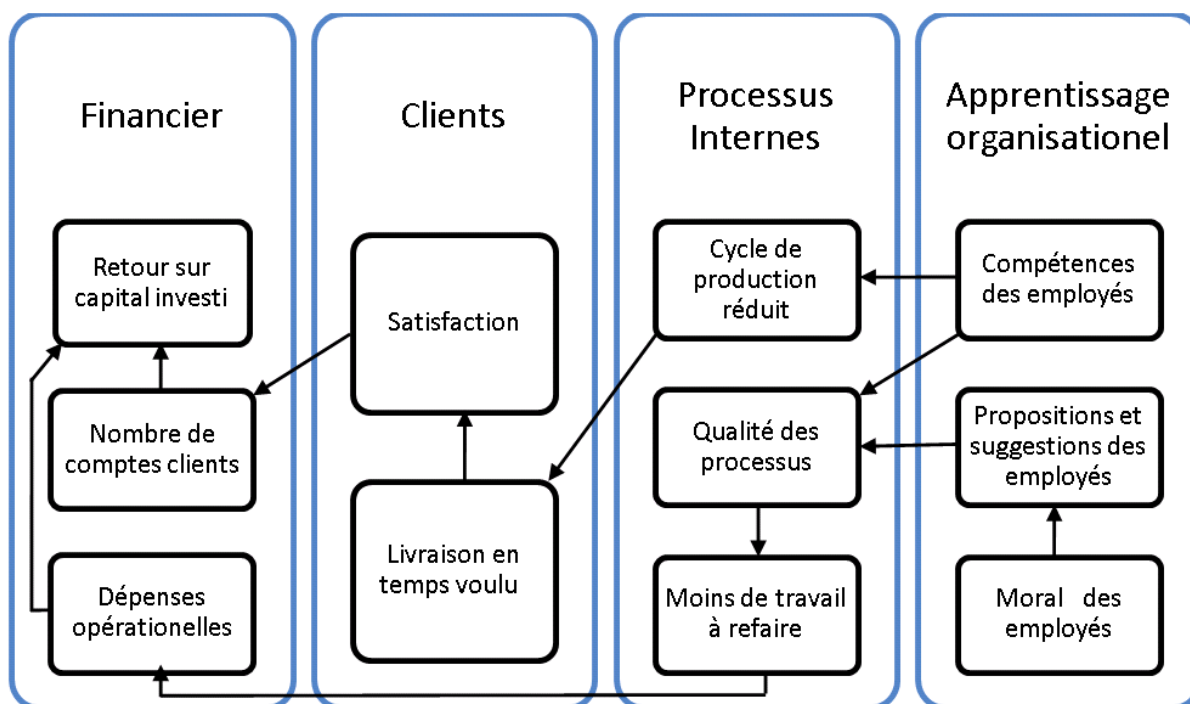 Financier
Retour sur
capital investi
Nombre de
comptes clients
Dépenses
opérationelles
Clients
Satisfaction
Livraison en
temps voulu
Processus
Internes
Cycle de
production
réduit
Qualité des
processus
Moins de travail
à refaire
Apprentissage
organisationel
Compétences
des employés
Propositions et
suggestions des
employés
Moral des
employés